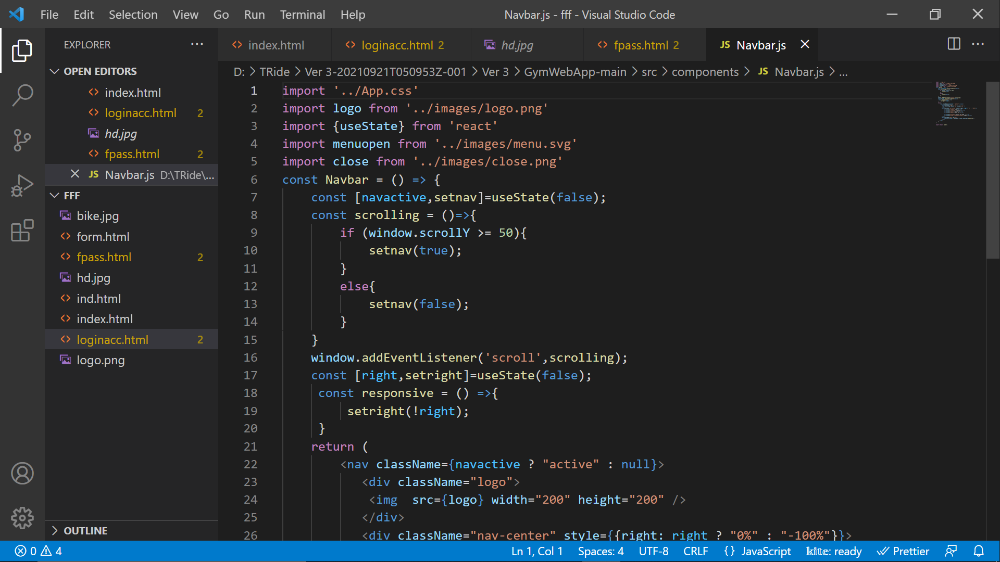 File Edit Selection View Go Run Terminal Help
Navbar.js - fff - Visual Studio Code
EXPLORER
index.html
loginacc.html 2
hd.jpg
fpass.html 2
JS Navbar.js
D: > TRide > Ver 3-20210921T050953Z-001 > Ver 3 > GymWebApp-main > src > components > JS Navbar.js > ...
OPEN EDITORS
index.html
loginacc.html 2
hd.jpg
fpass.html 2
JS Navbar.js D:\TRide\...
FFF
bike.jpg
form.html
fpass.html 2
hd.jpg
ind.html
index.html
loginacc.html 2
logo.png
OUTLINE
1 import '../App.css'
2 import logo from '../images/logo.png'
3 import {useState} from 'react'
4 import menuopen from '../images/menu.svg'
5 import close from '../images/close.png'
6 const Navbar = () => {
7 const [navactive,setnav]=useState(false);
8 const scrolling = ()=>{
9 if (window.scrollY >= 50){
10 setnav(true);
11 }
12 else{
13 setnav(false);
14 }
15 }
16 window.addEventListener('scroll',scrolling);
17 const [right,setright]=useState(false);
18 const responsive = () =>{
19 setright(!right);
20 }
21 return (
22 <nav className={navactive ? "active" : null}>
23 <div className="logo">
24 <img  src={logo} width="200" height="200" />
25 </div>
26 <div className="nav-center" style={{right: right ? "0%" : "-100%"}}>
0 4
Ln 1, Col 1
Spaces: 4
UTF-8
CRLF
{ } JavaScript
kite: ready
Prettier